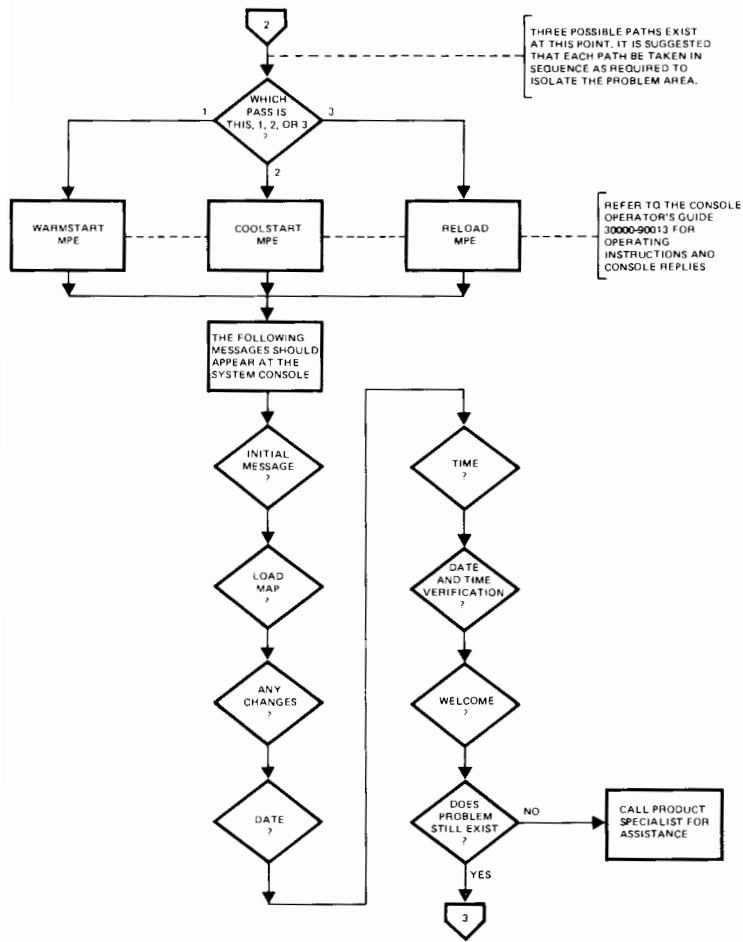 2
THREE POSSIBLE PATHS EXIST
AT THIS POINT. IT IS SUGGESTED
THAT EACH PATH BE TAKEN IN
SEQUENCE AS REQUIRED TO
ISOLATE THE PROBLEM AREA.
WHICH
PASS IS
THIS, 1, 2, OR 3
?
1
3
2
WARMSTART
MPE
COOLSTART
MPE
RELOAD
MPE
REFER TO THE CONSOLE
OPERATOR'S GUIDE
30000-90013 FOR
OPERATING
INSTRUCTIONS AND
CONSOLE REPLIES
THE FOLLOWING
MESSAGES SHOULD
APPEAR AT THE
SYSTEM CONSOLE
INITIAL
MESSAGE
?
LOAD
MAP
?
ANY
CHANGES
?
DATE
?
TIME
?
DATE
AND TIME
VERIFICATION
?
WELCOME
?
DOES
PROBLEM
STILL EXIST
?
NO
CALL PRODUCT
SPECIALIST FOR
ASSISTANCE
YES
3